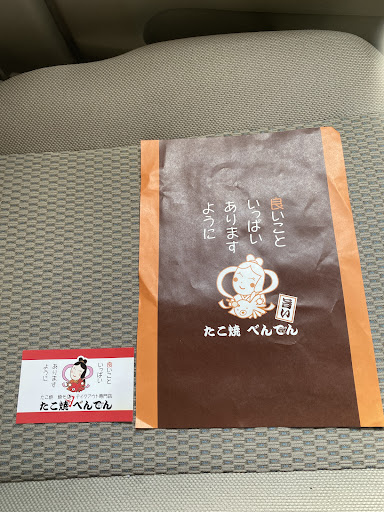 良いこと
いっぱい
あります
ように
旨い
たこ焼 べんてん
良いこと
いっぱい
あります
ように
たこ焼 べんてん